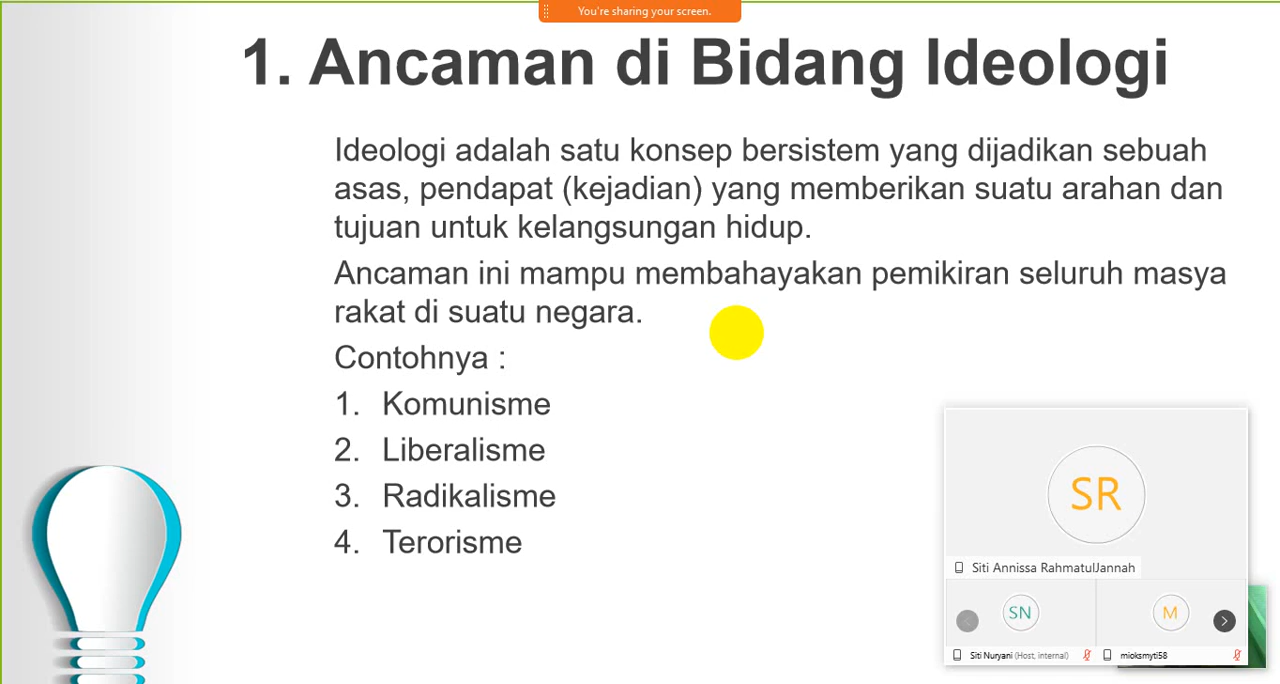 You're sharing your screen.
1. Ancaman di Bidang Ideologi
Ideologi adalah satu konsep bersistem yang dijadikan sebuah
asas, pendapat (kejadian) yang memberikan suatu arahan dan
tujuan untuk kelangsungan hidup.
Ancaman ini mampu membahayakan pemikiran seluruh masya
rakat di suatu negara.
Contohnya :
1. Komunisme
2. Liberalisme
3. Radikalisme
4. Terorisme
SR
Siti Annissa RahmatulJannah
SN
M
Siti Nuryani (Host, internal)
mioksmyti58